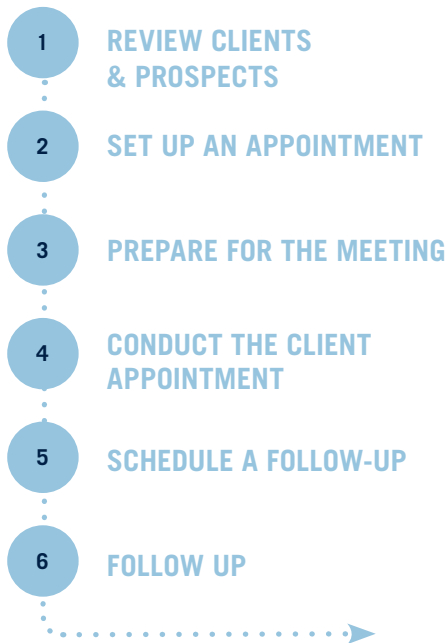 1
REVIEW CLIENTS
& PROSPECTS
2
SET UP AN APPOINTMENT
3
PREPARE FOR THE MEETING
4
CONDUCT THE CLIENT
APPOINTMENT
5
SCHEDULE A FOLLOW-UP
6
FOLLOW UP